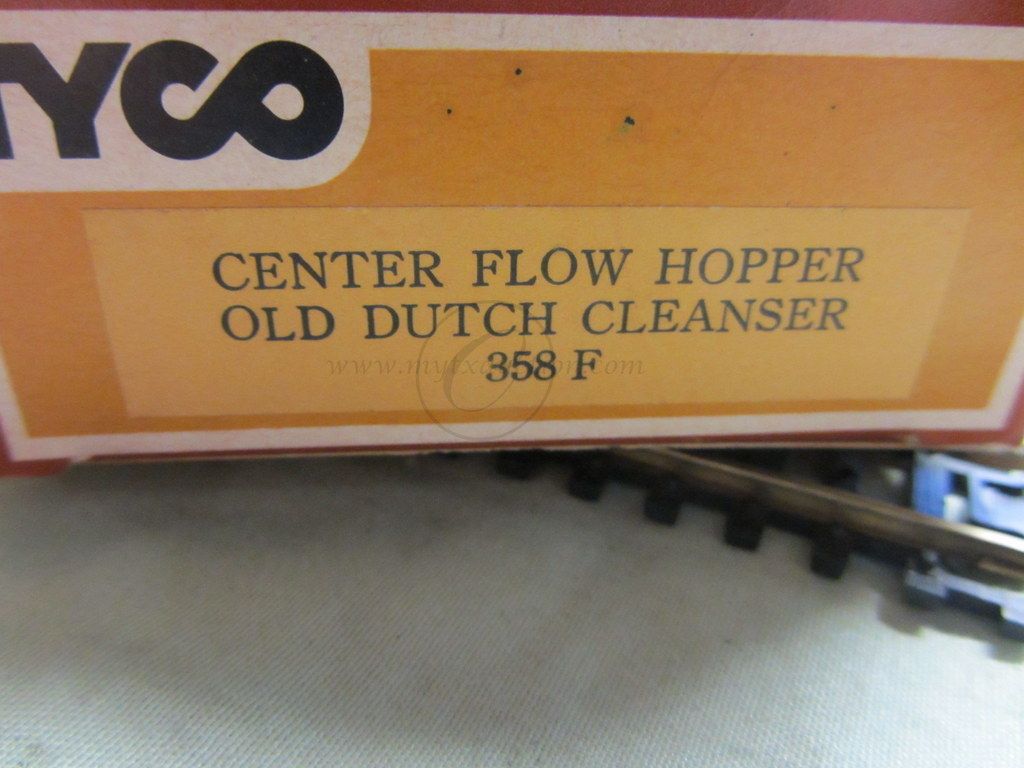 TYCO
CENTER FLOW HOPPER
OLD DUTCH CLEANSER
358 F